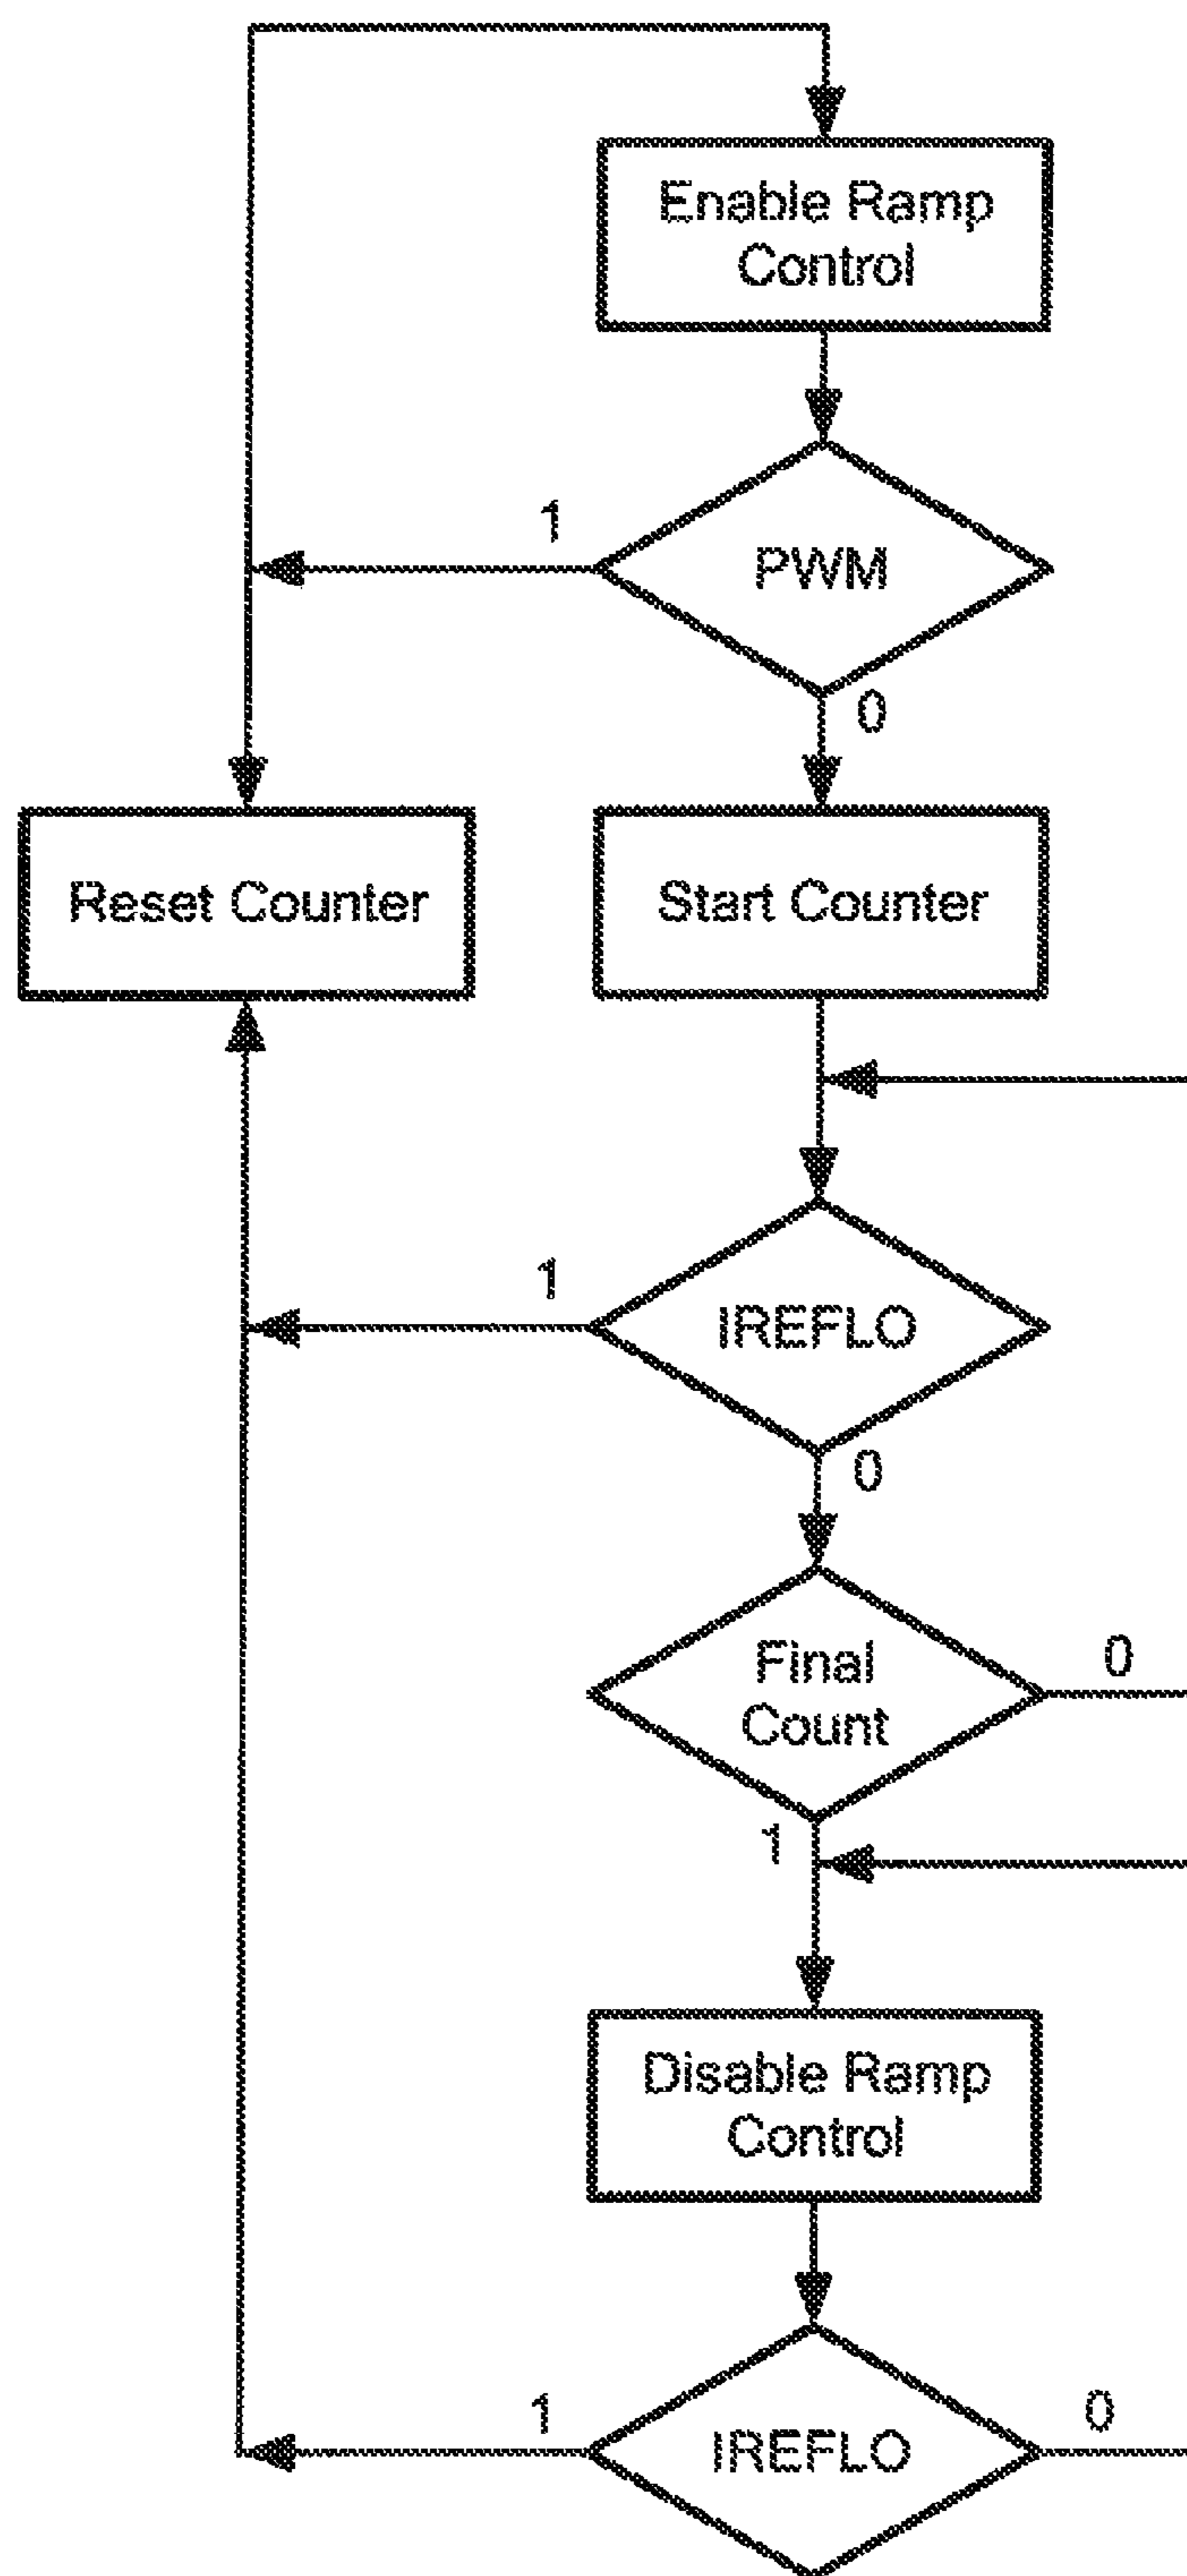 Enable Ramp
Control
1
PWM
0
Reset Counter
Start Counter
1
IREFLO
0
Final
Count
0
1
Disable Ramp
Control
1
IREFLO
0